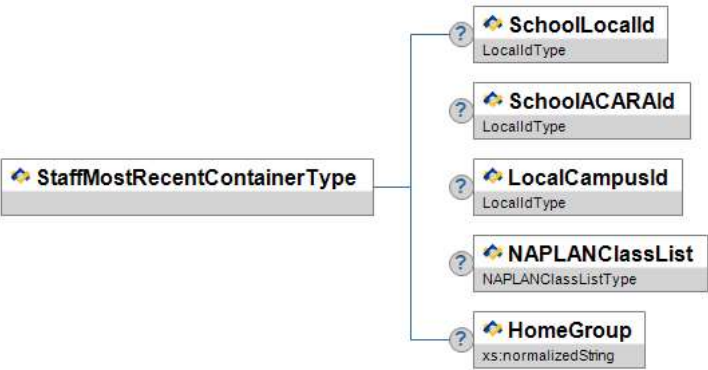 SchoolLocalId
LocalIdType
SchoolACARAId
LocalIdType
StaffMostRecentContainerType
LocalCampusId
LocalIdType
NAPLANClassList
NAPLANClassListType
HomeGroup
xs:normalizedString
?
?
?
?
?